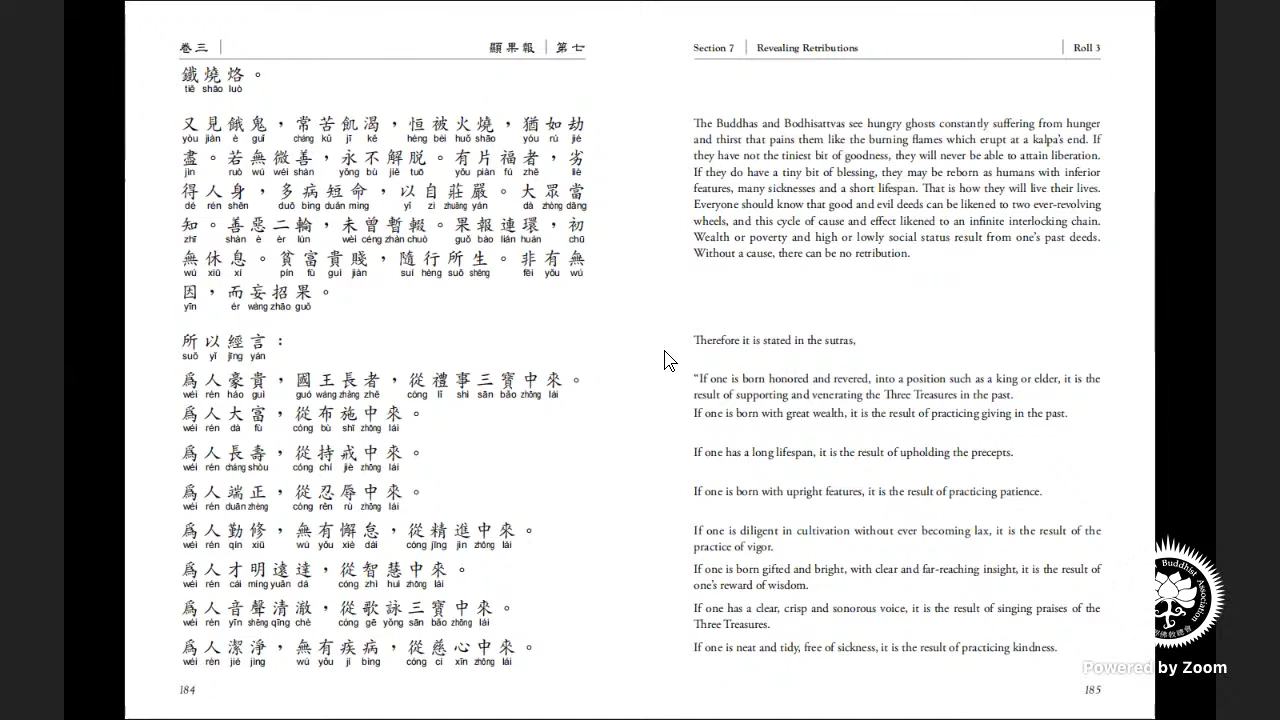 卷三 | 顯果報 | 第七
鐵燒烙。
tiě shāo luò
又見餓鬼，常苦飢渴，恒被火燒，猶如劫
yòu jiàn è guǐ cháng kǔ jī kě héng bèi huǒ shāo yóu rú jié
盡。若無微善，永不解脫。有片福者，劣
jìn ruò wú wéi shàn yǒng bù jiě tuō yǒu piàn fú zhě liè
得人身，多病短命，以自莊嚴。大眾當
dé rén shēn duō bìng duǎn mìng yǐ zì zhuāng yán dà zhòng dāng
知。善惡二輪，未曾暫輟。果報連環，初
zhī shàn è èr lún wèi céng zhàn chuò guǒ bào lián huán chū
無休息。貧富貴賤，隨行所生。非有無
wú xiū xí pín fù guì jiàn suí héng suǒ shēng fēi yǒu wú
因，而妄招果。
yīn ér wàng zhāo guǒ
所以經言：
suǒ yǐ jīng yán
為人豪貴，國王長者，從禮事三寶中來。
wéi rén háo guì guó wáng zhǎng zhě cóng lǐ shì sān bǎo zhōng lái
為人大富，從布施中來。
wéi rén dà fù cóng bù shī zhōng lái
為人長壽，從持戒中來。
wéi rén cháng shòu cóng chí jiè zhōng lái
為人端正，從忍辱中來。
wéi rén duān zhèng cóng rěn rù zhōng lái
為人勤修，無有懈怠，從精進中來。
wéi rén qín xiū wú yǒu xiè dài cóng jīng jìn zhōng lái
為人才明遠達，從智慧中來。
wéi rén cái míng yuǎn dá cóng zhì huì zhōng lái
為人音聲清澈，從歌詠三寶中來。
wéi rén yīn shēng qīng chè cóng gē yǒng sān bǎo zhōng lái
為人潔淨，無有疾病，從慈心中來。
wéi rén jié jìng wú yǒu jí bìng cóng cí xīn zhōng lái
184
Section 7 | Revealing Retributions | Roll 3
The Buddhas and Bodhisattvas see hungry ghosts constantly suffering from hunger
and thirst that pains them like the burning flames which erupt at a kalpa's end. If
they have not the tiniest bit of goodness, they will never be able to attain liberation.
If they do have a tiny bit of blessing, they may be reborn as humans with inferior
features, many sicknesses and a short lifespan. That is how they will live their lives.
Everyone should know that good and evil deeds can be likened to two ever-revolving
wheels, and this cycle of cause and effect likened to an infinite interlocking chain.
Wealth or poverty and high or lowly social status result from one's past deeds.
Without a cause, there can be no retribution.
Therefore it is stated in the sutras,
"If one is born honored and revered, into a position such as a king or elder, it is the
result of supporting and venerating the Three Treasures in the past.
If one is born with great wealth, it is the result of practicing giving in the past.
If one has a long lifespan, it is the result of upholding the precepts.
If one is born with upright features, it is the result of practicing patience.
If one is diligent in cultivation without ever becoming lax, it is the result of the
practice of vigor.
If one is born gifted and bright, with clear and far-reaching insight, it is the result of
one's reward of wisdom.
If one has a clear, crisp and sonorous voice, it is the result of singing praises of the
Three Treasures.
If one is neat and tidy, free of sickness, it is the result of practicing kindness.
185
Buddhist Association
Powered by Zoom